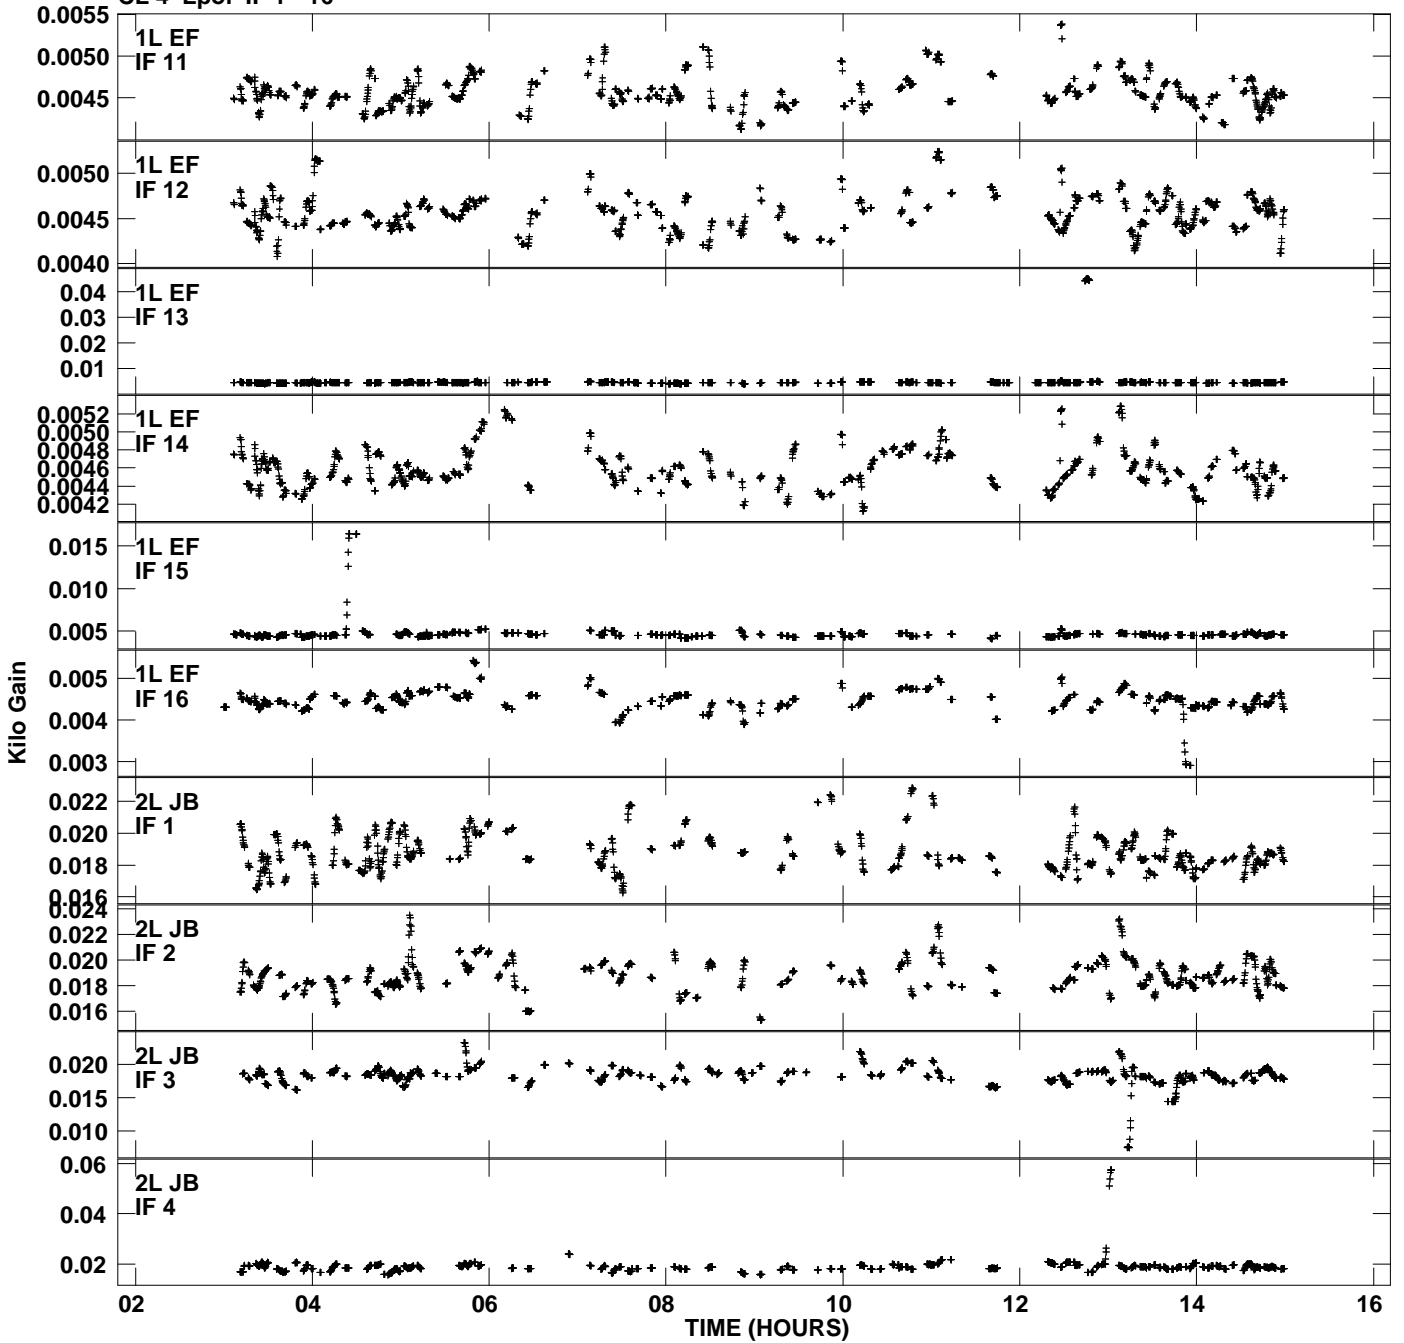 0.0055
0.0050
0.0045
1L EF
IF 11
0.0050
0.0045
0.0040
1L EF
IF 12
0.04
0.03
0.02
0.01
1L EF
IF 13
0.0052
0.0050
0.0048
0.0046
0.0044
0.0042
1L EF
IF 14
0.015
0.010
0.005
1L EF
IF 15
0.005
0.004
0.003
1L EF
IF 16
0.022
0.020
0.018
0.016
2L JB
IF 1
0.024
0.022
0.020
0.018
0.016
2L JB
IF 2
0.020
0.015
0.010
2L JB
IF 3
0.06
0.04
0.02
2L JB
IF 4
Kilo Gain
02 04 06 08 10 12 14 16
TIME (HOURS)